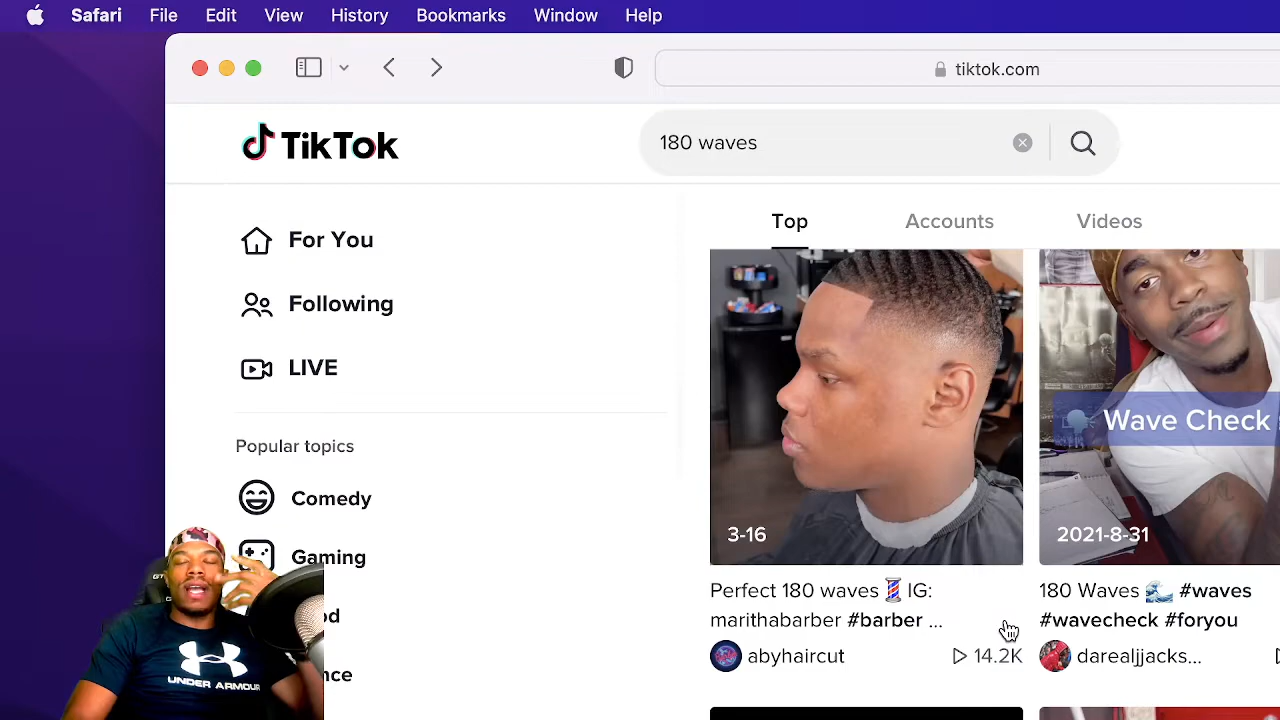 Safari File Edit View History Bookmarks Window Help
tiktok.com
TikTok
180 waves
Top Accounts Videos
For You
Following
LIVE
Popular topics
Comedy
Gaming
UNDER ARMOUR
3-16
Wave Check
2021-8-31
Perfect 180 waves 💈IG:
marithabarber #barber ...
abyhaircut
14.2K
180 Waves 🌊 #waves
#wavecheck #foryou
darealjjacks...